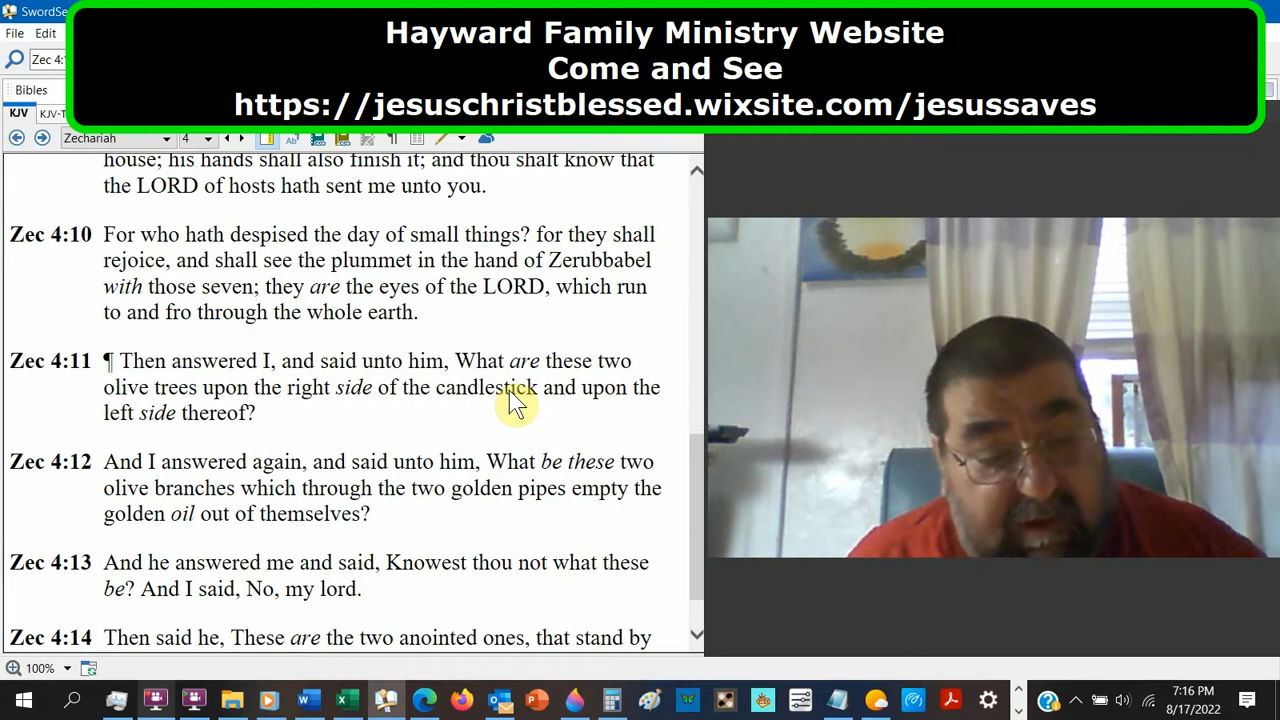 SwordSe
File Edit
Hayward Family Ministry Website
Come and See
https://jesuschristblessed.wixsite.com/jesussaves
Zec 4:
Bibles
KJV KJV-T
Zechariah 4
house; his hands shall also finish it; and thou shalt know that
the LORD of hosts hath sent me unto you.
Zec 4:10 For who hath despised the day of small things? for they shall
rejoice, and shall see the plummet in the hand of Zerubbabel
with those seven; they are the eyes of the LORD, which run
to and fro through the whole earth.
Zec 4:11 ¶ Then answered I, and said unto him, What are these two
olive trees upon the right side of the candlestick and upon the
left side thereof?
Zec 4:12 And I answered again, and said unto him, What be these two
olive branches which through the two golden pipes empty the
golden oil out of themselves?
Zec 4:13 And he answered me and said, Knowest thou not what these
be? And I said, No, my lord.
Zec 4:14 Then said he, These are the two anointed ones, that stand by
100%
7:16 PM
8/17/2022